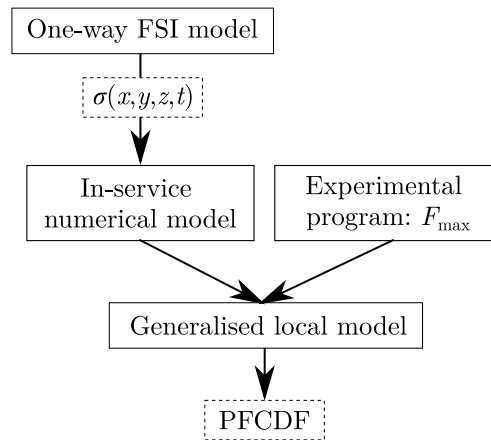 One-way FSI model
σ(x,y,z,t)
In-service
numerical model
Experimental
program: F_max
Generalised local model
PFCDF